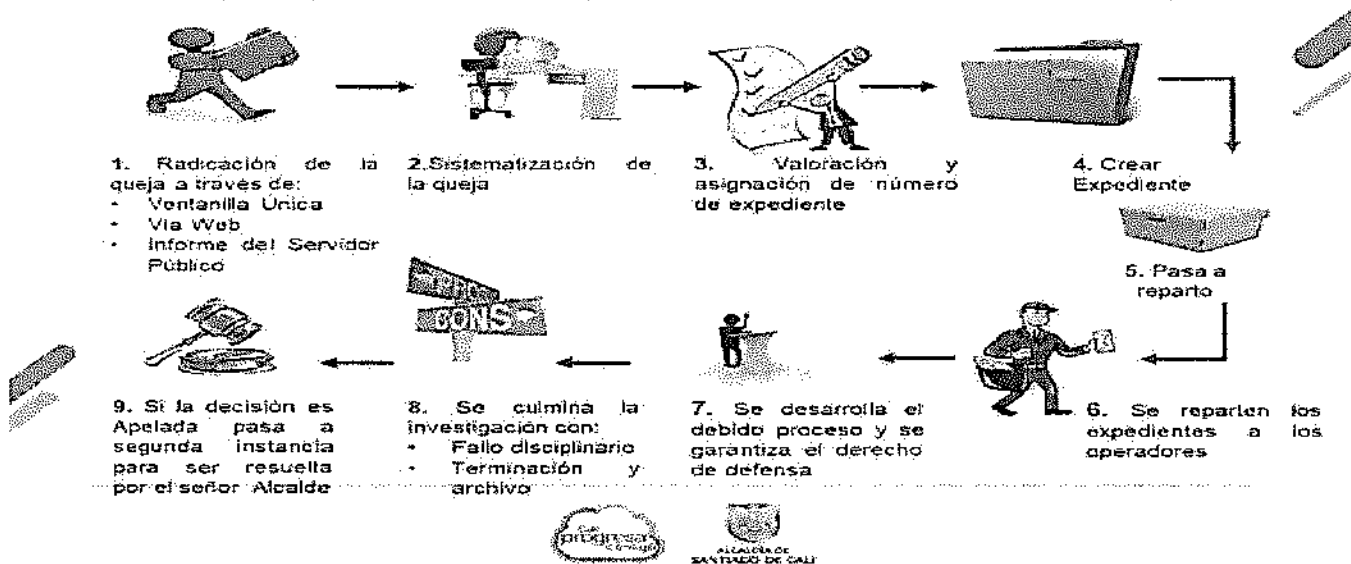 1. Radicación de la
queja a través de:
- Ventanilla Única
- Vía Web
- Informe del Servidor
Público
2.Sistematización de
la queja
3. Valoración y
asignación de número
de expediente
4. Crear
Expediente
5. Pasa a
reparto
6. Se reparten los
expedientes a los
operadores
7. Se desarrolla el
debido proceso y se
garantiza el derecho
de defensa
PROS
CONS
8. Se culmina la
investigación con:
- Fallo disciplinario
- Terminación y
archivo
9. Si la decisión es
Apelada pasa a
segunda instancia
para ser resuelta
por el señor Alcalde
progresa
contigo
ALCALDÍA DE
SANTIAGO DE CALI